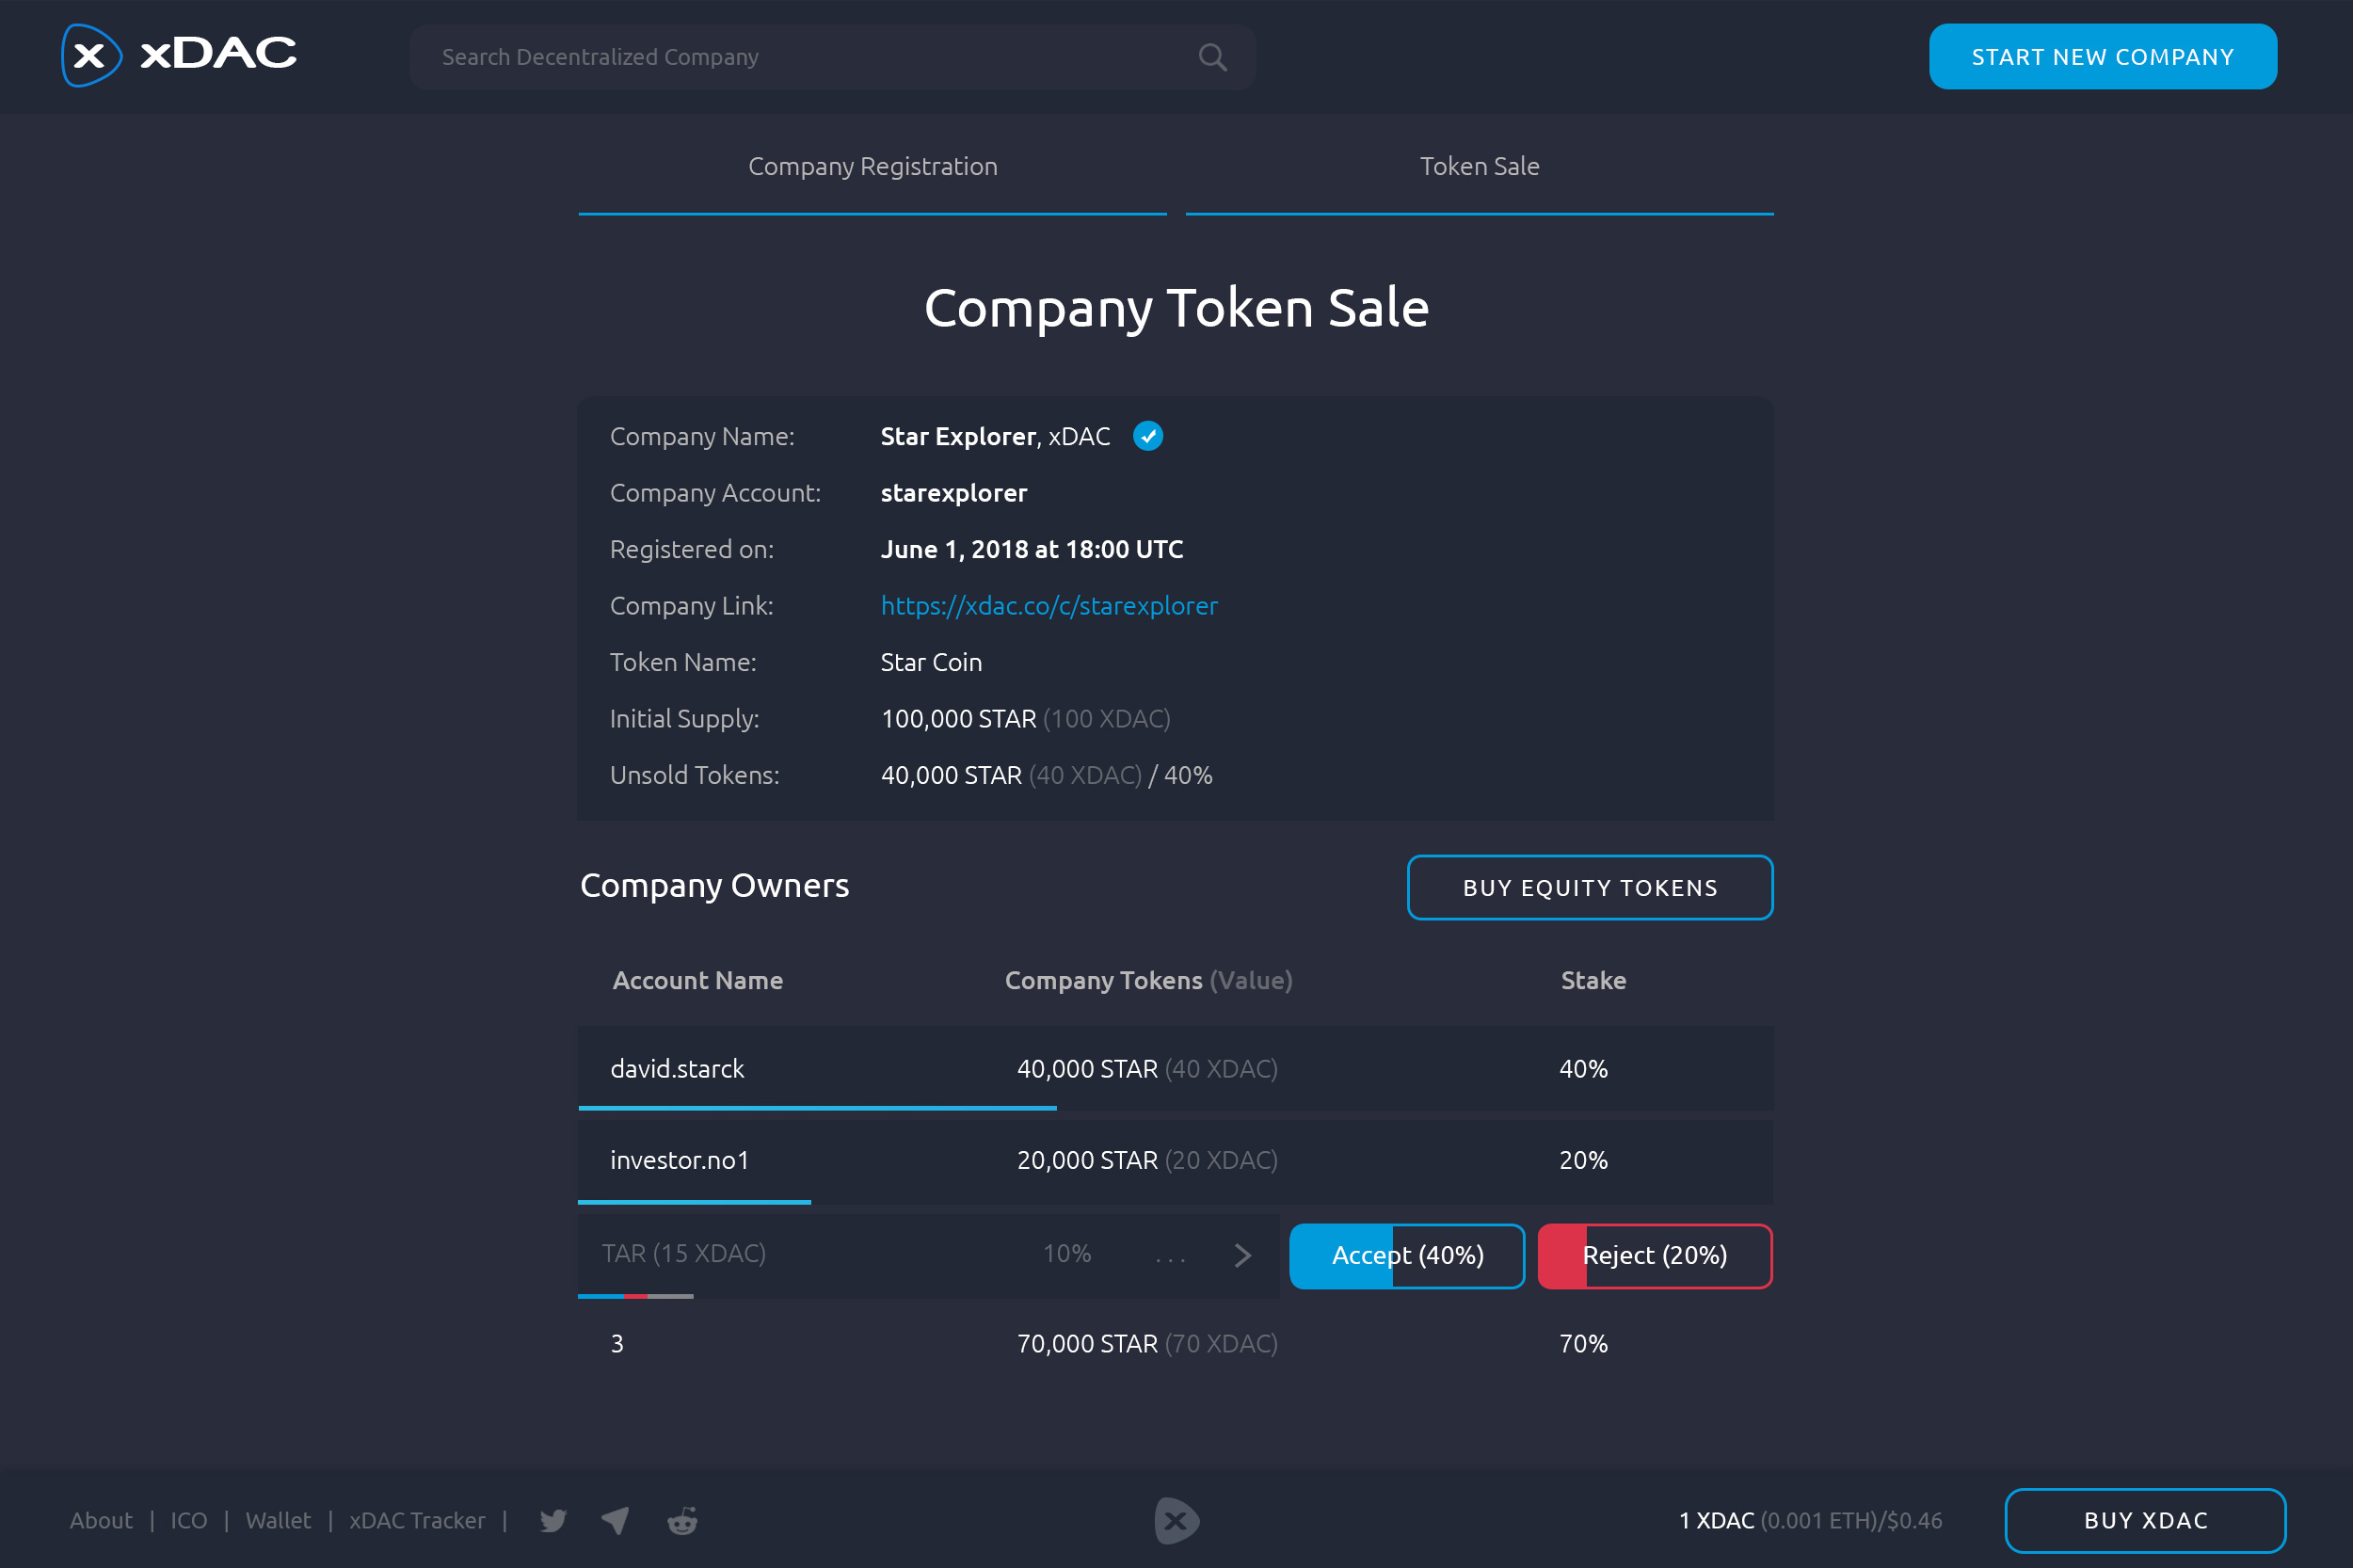 xDAC
Search Decentralized Company
START NEW COMPANY
Company Registration
Token Sale
Company Token Sale
Company Name: Star Explorer, xDAC
Company Account: starexplorer
Registered on: June 1, 2018 at 18:00 UTC
Company Link: https://xdac.co/c/starexplorer
Token Name: Star Coin
Initial Supply: 100,000 STAR (100 XDAC)
Unsold Tokens: 40,000 STAR (40 XDAC) / 40%
Company Owners
BUY EQUITY TOKENS
Account Name Company Tokens (Value) Stake
david.starck 40,000 STAR (40 XDAC) 40%
investor.no1 20,000 STAR (20 XDAC) 20%
TAR (15 XDAC) 10% ... Accept (40%) Reject (20%)
3 70,000 STAR (70 XDAC) 70%
About | ICO | Wallet | xDAC Tracker |
1 XDAC (0.001 ETH)/$0.46
BUY XDAC